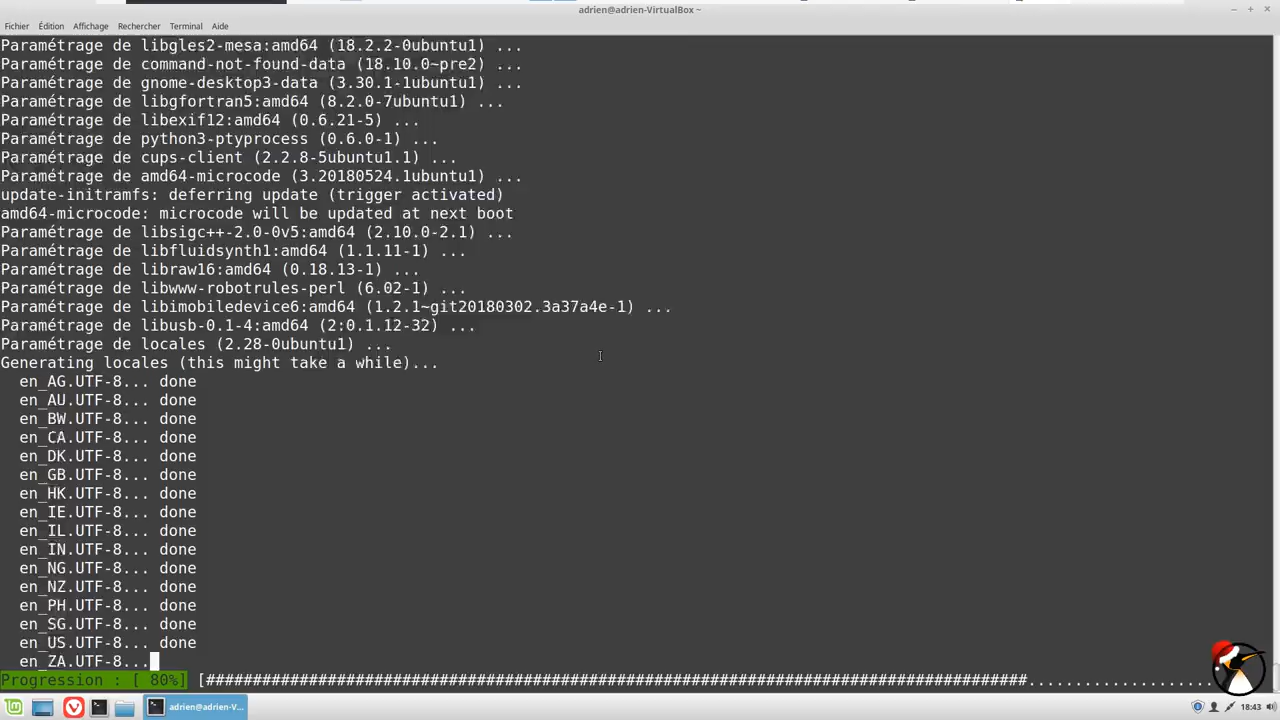 adrien@adrien-VirtualBox ~
Fichier Édition Affichage Rechercher Terminal Aide
Paramétrage de libgles2-mesa:amd64 (18.2.2-0ubuntu1) ...
Paramétrage de command-not-found-data (18.10.0~pre2) ...
Paramétrage de gnome-desktop3-data (3.30.1-1ubuntu1) ...
Paramétrage de libgfortran5:amd64 (8.2.0-7ubuntu1) ...
Paramétrage de libexif12:amd64 (0.6.21-5) ...
Paramétrage de python3-ptyprocess (0.6.0-1) ...
Paramétrage de cups-client (2.2.8-5ubuntu1.1) ...
Paramétrage de amd64-microcode (3.20180524.1ubuntu1) ...
update-initramfs: deferring update (trigger activated)
amd64-microcode: microcode will be updated at next boot
Paramétrage de libsigc++-2.0-0v5:amd64 (2.10.0-2.1) ...
Paramétrage de libfluidsynth1:amd64 (1.1.11-1) ...
Paramétrage de libraw16:amd64 (0.18.13-1) ...
Paramétrage de libwww-robotrules-perl (6.02-1) ...
Paramétrage de libimobiledevice6:amd64 (1.2.1~git20180302.3a37a4e-1) ...
Paramétrage de libusb-0.1-4:amd64 (2:0.1.12-32) ...
Paramétrage de locales (2.28-0ubuntu1) ...
Generating locales (this might take a while)...
en_AG.UTF-8... done
en_AU.UTF-8... done
en_BW.UTF-8... done
en_CA.UTF-8... done
en_DK.UTF-8... done
en_GB.UTF-8... done
en_HK.UTF-8... done
en_IE.UTF-8... done
en_IL.UTF-8... done
en_IN.UTF-8... done
en_NG.UTF-8... done
en_NZ.UTF-8... done
en_PH.UTF-8... done
en_SG.UTF-8... done
en_US.UTF-8... done
en_ZA.UTF-8...
Progression : [ 80%] [########################################################################################......................
adrien@adrien-V... 18:43